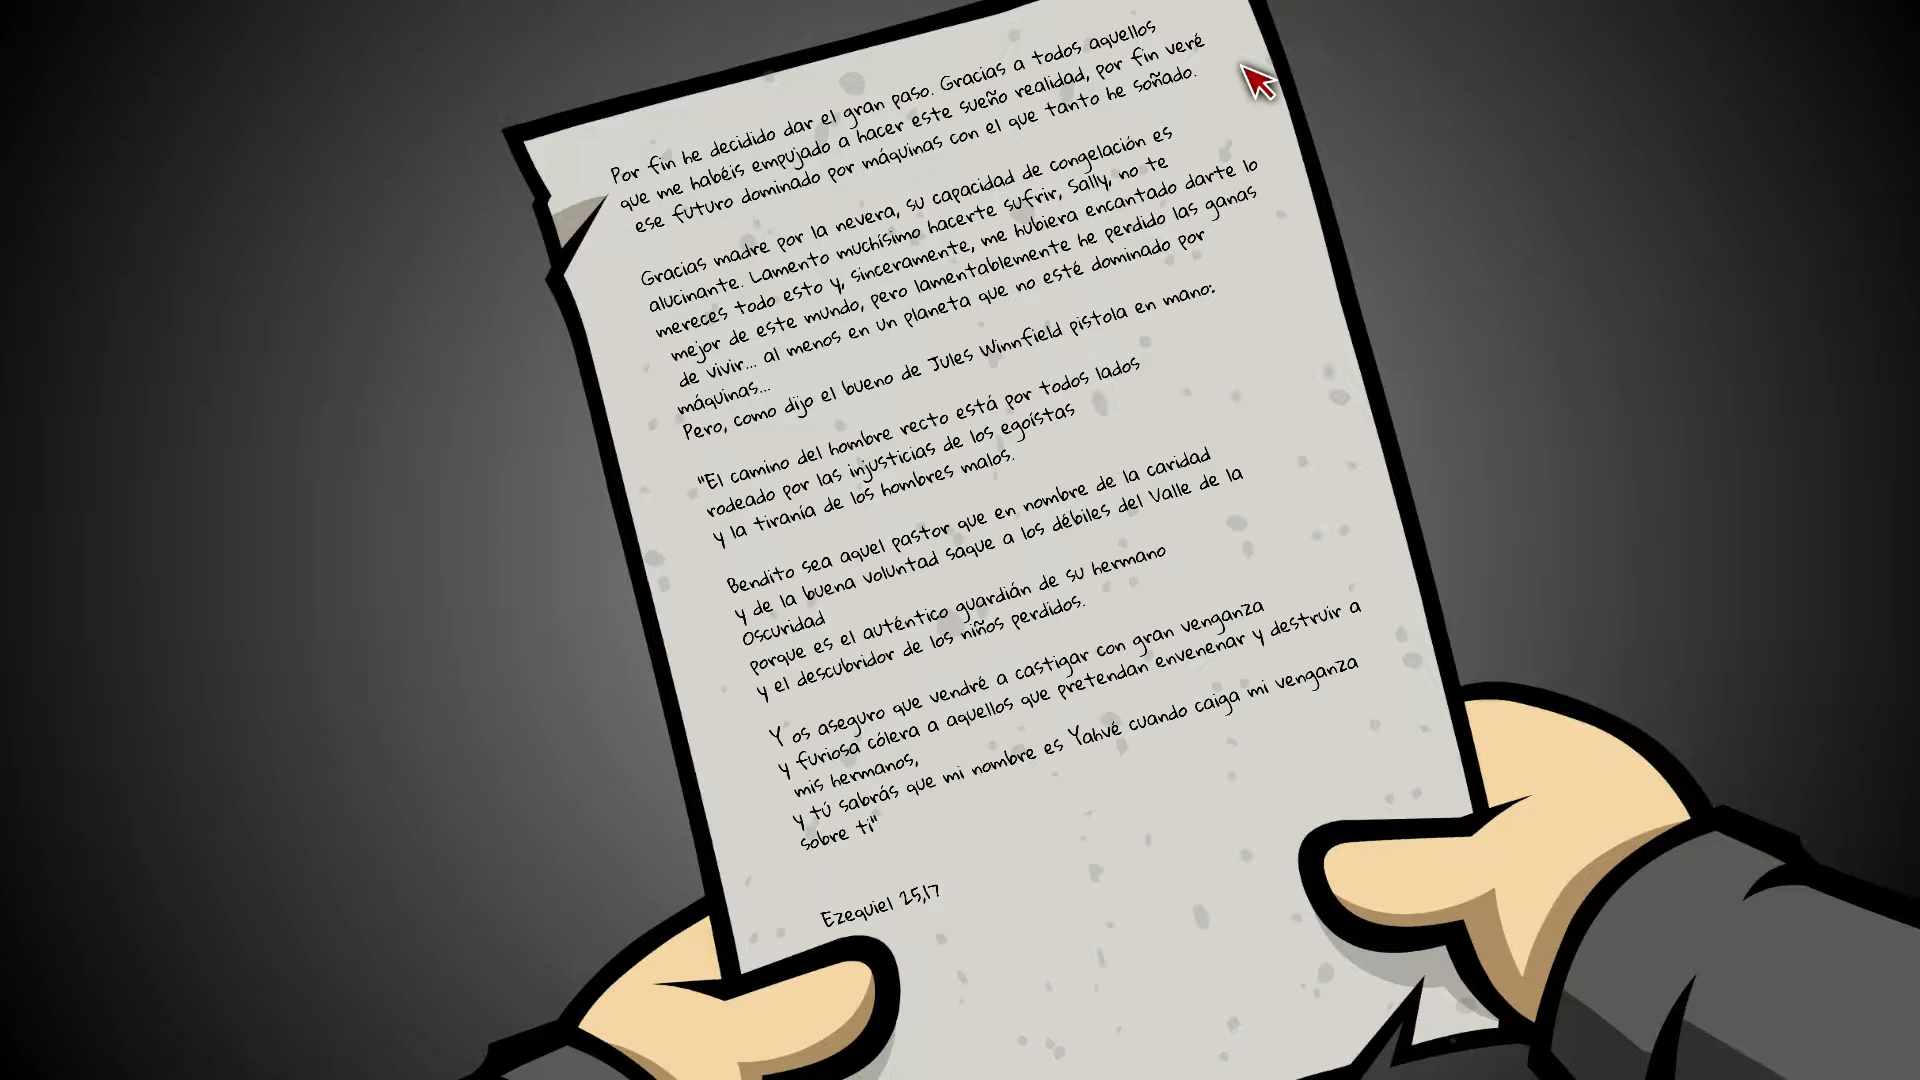 Por fin he decidido dar el gran paso. Gracias a todos aquellos
que me habéis empujado a hacer este sueño realidad, por fin veré
ese futuro dominado por máquinas con el que tanto he soñado.
Gracias madre por la nevera, su capacidad de congelación es
alucinante. Lamento muchísimo hacerte sufrir, Sally, no te
mereces todo esto y, sinceramente, me hubiera encantado darte lo
mejor de este mundo, pero lamentablemente he perdido las ganas
de vivir... al menos en un planeta que no esté dominado por
máquinas...
Pero, como dijo el bueno de Jules Winnfield pistola en mano:
"El camino del hombre recto está por todos lados
rodeado por las injusticias de los egoístas
y la tiranía de los hombres malos.
Bendito sea aquel pastor que en nombre de la caridad
y de la buena voluntad saque a los débiles del Valle de la
Oscuridad
porque es el auténtico guardián de su hermano
y el descubridor de los niños perdidos.
Y os aseguro que vendré a castigar con gran venganza
y furiosa cólera a aquellos que pretendan envenenar y destruir a
mis hermanos,
y tú sabrás que mi nombre es Yahvé cuando caiga mi venganza
sobre ti"
Ezequiel 25,17